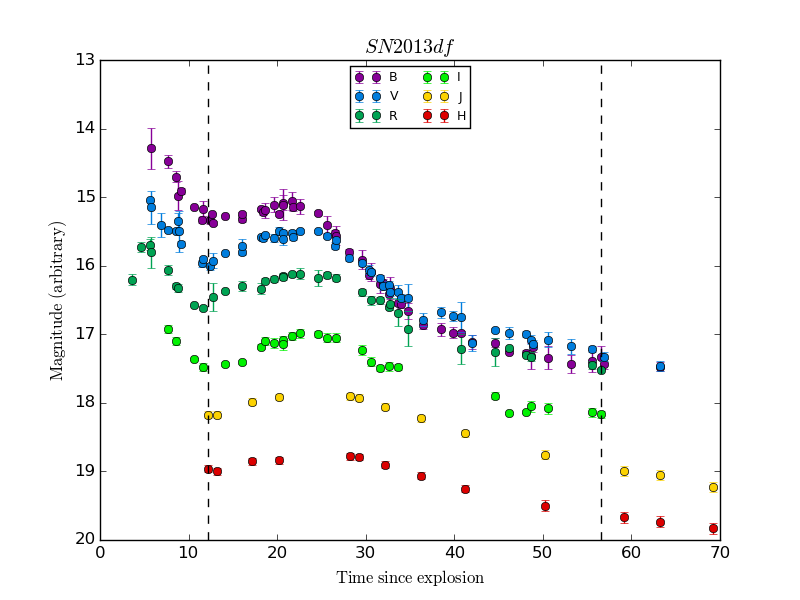 SN2013df
13
B I
V J
R H
14
15
16
17
18
19
20
Magnitude (arbitrary)
0 10 20 30 40 50 60 70
Time since explosion